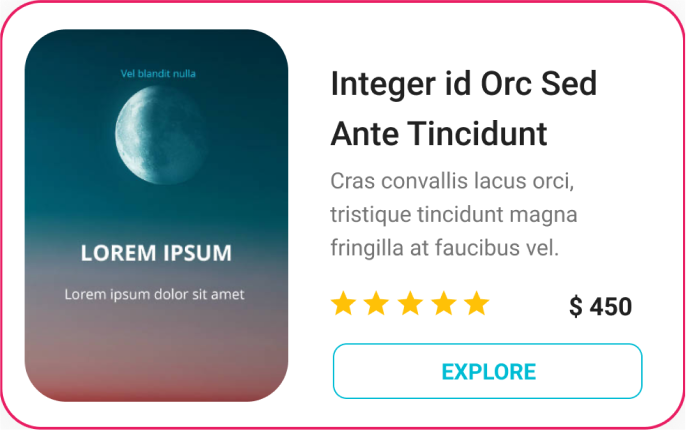 Vel blandit nulla
LOREM IPSUM
Lorem ipsum dolor sit amet
Integer id Orc Sed
Ante Tincidunt
Cras convallis lacus orci,
tristique tincidunt magna
fringilla at faucibus vel.
$ 450
EXPLORE